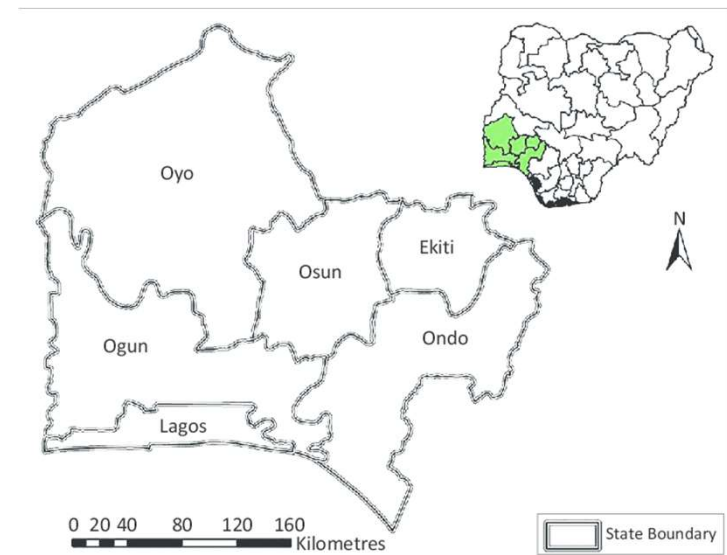 N
Oyo
Ekiti
Osun
Ondo
Ogun
Lagos
0 20 40 80 120 160
Kilometres
State Boundary